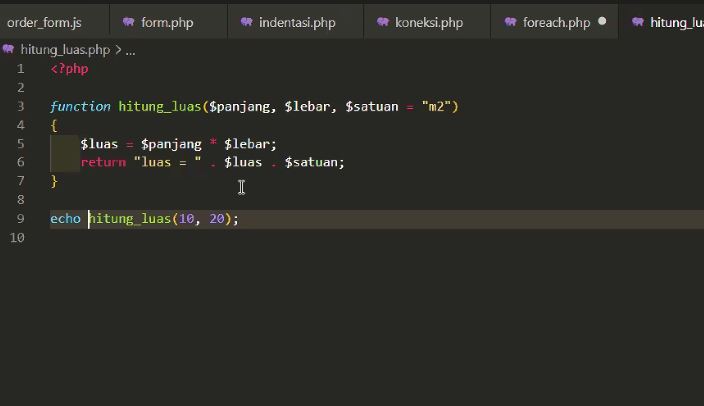 order_form.js form.php indentasi.php koneksi.php foreach.php hitung_lua
hitung_luas.php > ...
1 <?php
2
3 function hitung_luas($panjang, $lebar, $satuan = "m2")
4 {
5 $luas = $panjang * $lebar;
6 return "luas = " . $luas . $satuan;
7 }
8
9 echo hitung_luas(10, 20);
10